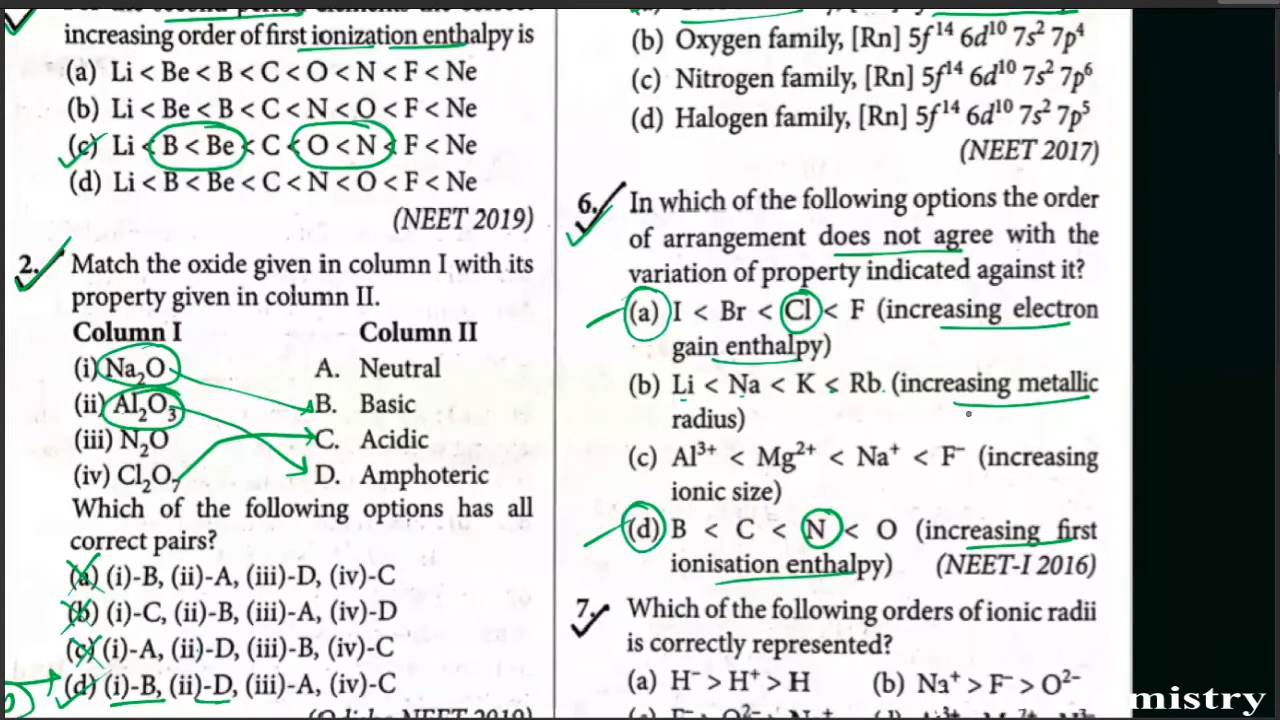 increasing order of first ionization enthalpy is
(a) Li < Be < B < C < O < N < F < Ne
(b) Li < Be < B < C < N < O < F < Ne
(c) Li < B < Be < C < O < N < F < Ne
(d) Li < B < Be < C < N < O < F < Ne
(NEET 2019)
2. Match the oxide given in column I with its
property given in column II.
Column I Column II
(i) Na₂O A. Neutral
(ii) Al₂O₃ B. Basic
(iii) N₂O C. Acidic
(iv) Cl₂O₇ D. Amphoteric
Which of the following options has all
correct pairs?
(a) (i)-B, (ii)-A, (iii)-D, (iv)-C
(b) (i)-C, (ii)-B, (iii)-A, (iv)-D
(c) (i)-A, (ii)-D, (iii)-B, (iv)-C
(d) (i)-B, (ii)-D, (iii)-A, (iv)-C
(b) Oxygen family, [Rn] 5f¹⁴ 6d¹⁰ 7s² 7p⁴
(c) Nitrogen family, [Rn] 5f¹⁴ 6d¹⁰ 7s² 7p⁶
(d) Halogen family, [Rn] 5f¹⁴ 6d¹⁰ 7s² 7p⁵
(NEET 2017)
6. In which of the following options the order
of arrangement does not agree with the
variation of property indicated against it?
(a) I < Br < Cl < F (increasing electron
gain enthalpy)
(b) Li < Na < K < Rb (increasing metallic
radius)
(c) Al³⁺ < Mg²⁺ < Na⁺ < F⁻ (increasing
ionic size)
(d) B < C < N < O (increasing first
ionisation enthalpy) (NEET-I 2016)
7. Which of the following orders of ionic radii
is correctly represented?
(a) H⁻ > H⁺ > H (b) Na⁺ > F⁻ > O²⁻
mistry